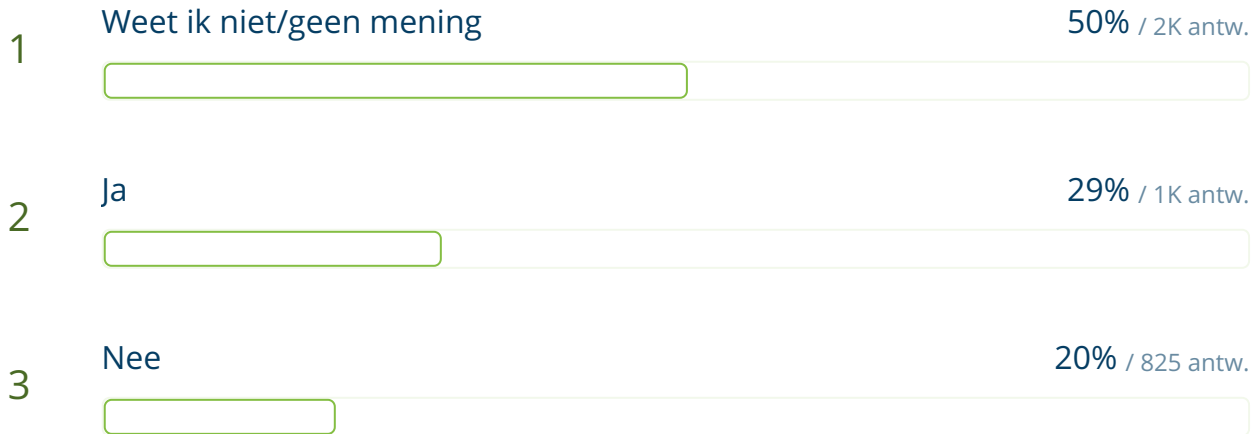 1 Weet ik niet/geen mening 50% / 2K antw.
2 Ja 29% / 1K antw.
3 Nee 20% / 825 antw.